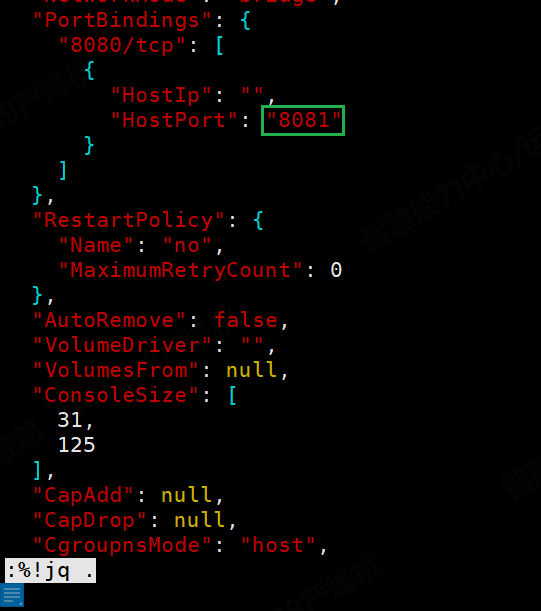 "PortBindings": {
"8080/tcp": [
{
"HostIp": "",
"HostPort": "8081"
}
]
},
"RestartPolicy": {
"Name": "no",
"MaximumRetryCount": 0
},
"AutoRemove": false,
"VolumeDriver": "",
"VolumesFrom": null,
"ConsoleSize": [
31,
125
],
"CapAdd": null,
"CapDrop": null,
"CgroupnsMode": "host",
:%!jq .